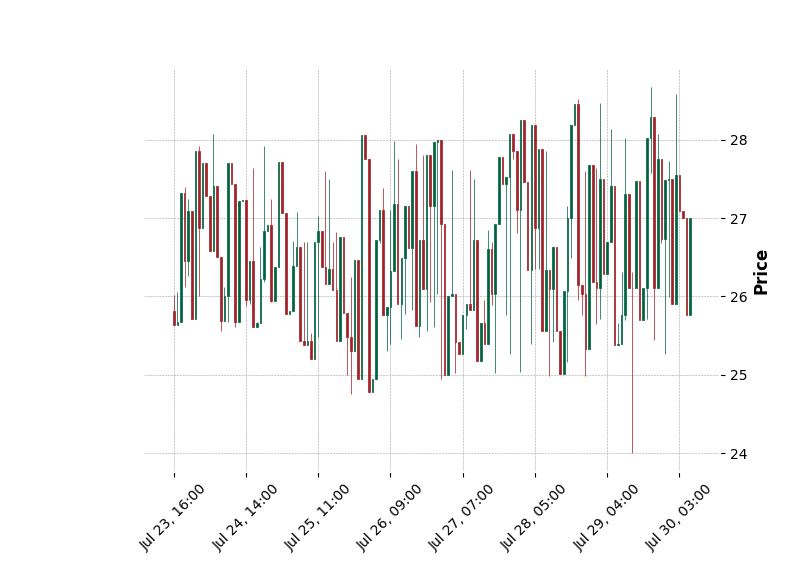 28
27
Price
26
25
24
Jul 23, 16:00
Jul 24, 14:00
Jul 25, 11:00
Jul 26, 09:00
Jul 27, 07:00
Jul 28, 05:00
Jul 29, 04:00
Jul 30, 03:00